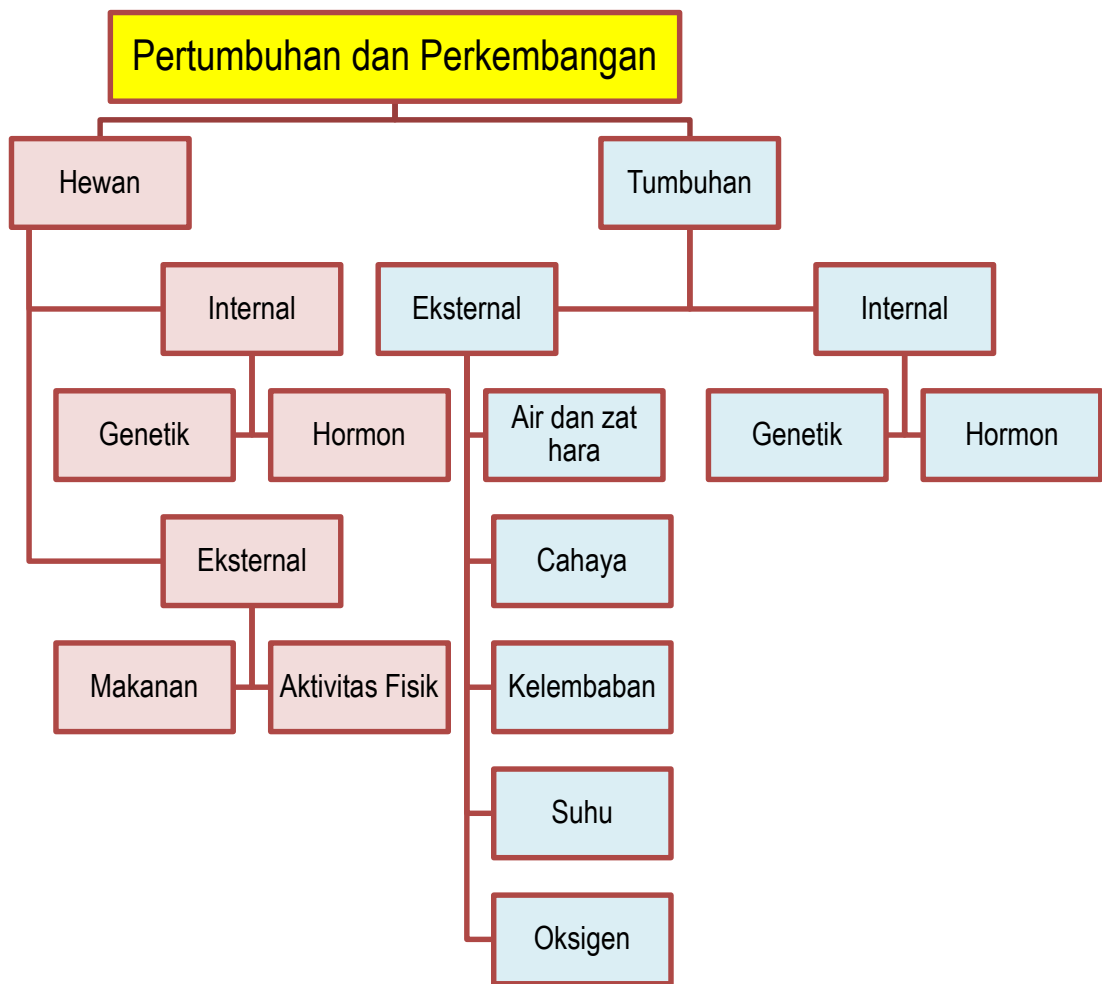 Pertumbuhan dan Perkembangan
Hewan
Tumbuhan
Internal
Eksternal
Internal
Genetik
Hormon
Air dan zat
hara
Genetik
Hormon
Eksternal
Cahaya
Makanan
Aktivitas Fisik
Kelembaban
Suhu
Oksigen